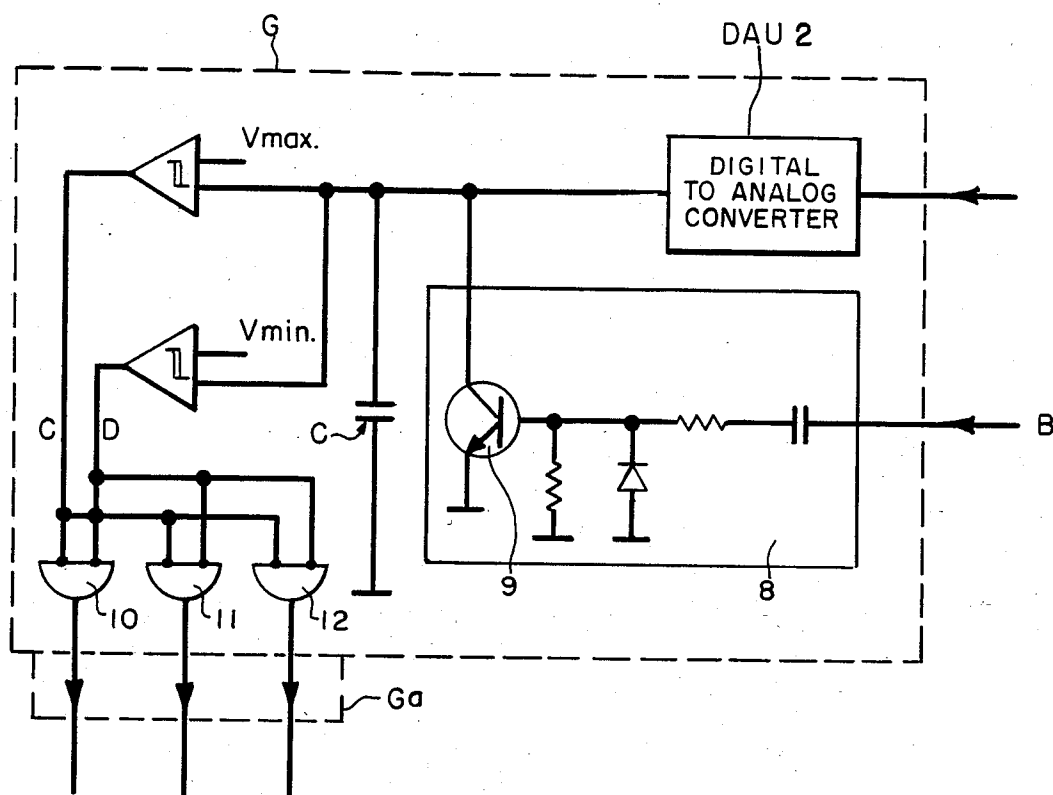 G
DAU 2
Vmax.
DIGITAL
TO ANALOG
CONVERTER
Vmin.
C
D
C
B
10
11
12
9
8
Ga